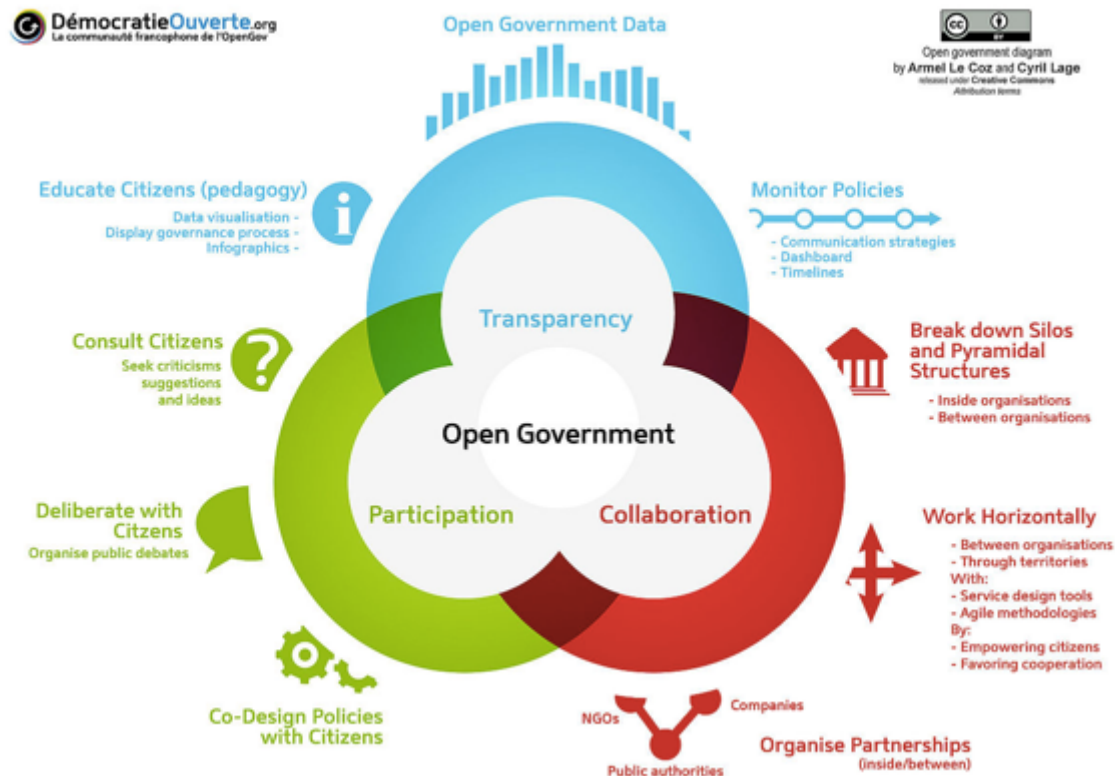 DémocratieOuverte.org
La communauté francophone de l'OpenGov
Open Government Data
CC BY
Open government diagram
by Armel Le Coz and Cyril Lage
released under Creative Commons
Attribution terms
Educate Citizens (pedagogy)
Data visualisation -
Display governance process -
Infographics -
i
Monitor Policies
- Communication strategies
- Dashboard
- Timelines
Transparency
Consult Citizens
Seek criticisms
suggestions
and ideas
?
Break down Silos
and Pyramidal
Structures
- Inside organisations
- Between organisations
Open Government
Participation
Collaboration
Deliberate with
Citzens
Organise public debates
Work Horizontally
- Between organisations
- Through territories
With:
- Service design tools
- Agile methodologies
By:
- Empowering citizens
- Favoring cooperation
Co-Design Policies
with Citizens
NGOs
Companies
Public authorities
Organise Partnerships
(inside/between)